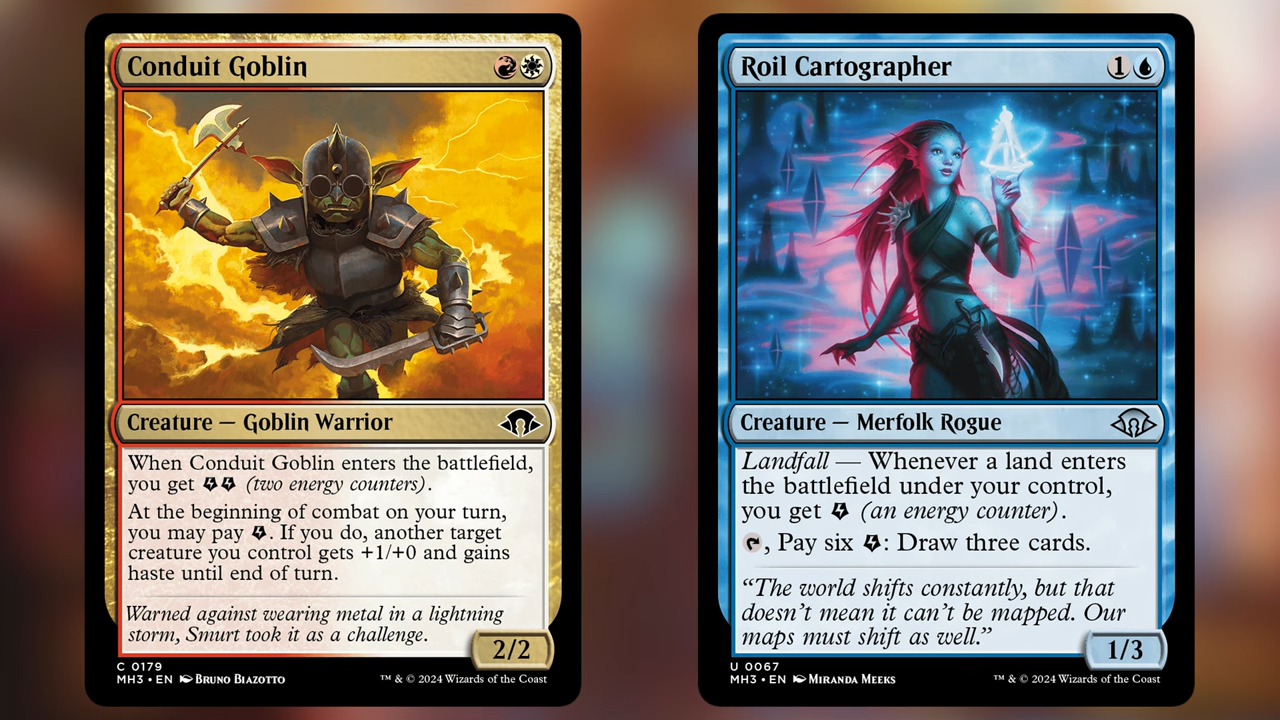 Conduit Goblin
When Conduit Goblin enters the battlefield,
you get (two energy counters).
At the beginning of combat on your turn,
you may pay . If you do, another target
creature you control gets +1/+0 and gains
haste until end of turn.
Warned against wearing metal in a lightning
storm, Smurt took it as a challenge.
Creature — Goblin Warrior
2/2
C 0179
MH3 • EN Bruno Biazotto
™ & © 2024 Wizards of the Coast
Roil Cartographer
1
Creature — Merfolk Rogue
Landfall — Whenever a land enters
the battlefield under your control,
you get (an energy counter).
, Pay six : Draw three cards.
“The world shifts constantly, but that
doesn’t mean it can’t be mapped. Our
maps must shift as well.”
1/3
U 0067
MH3 • EN Miranda Meeks
™ & © 2024 Wizards of the Coast